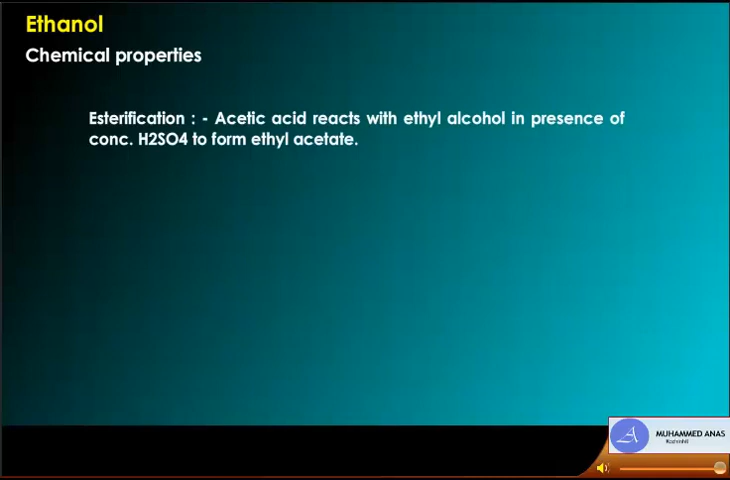 Ethanol
Chemical properties
Esterification : - Acetic acid reacts with ethyl alcohol in presence of
conc. H2SO4 to form ethyl acetate.
A
MUHAMMED ANAS